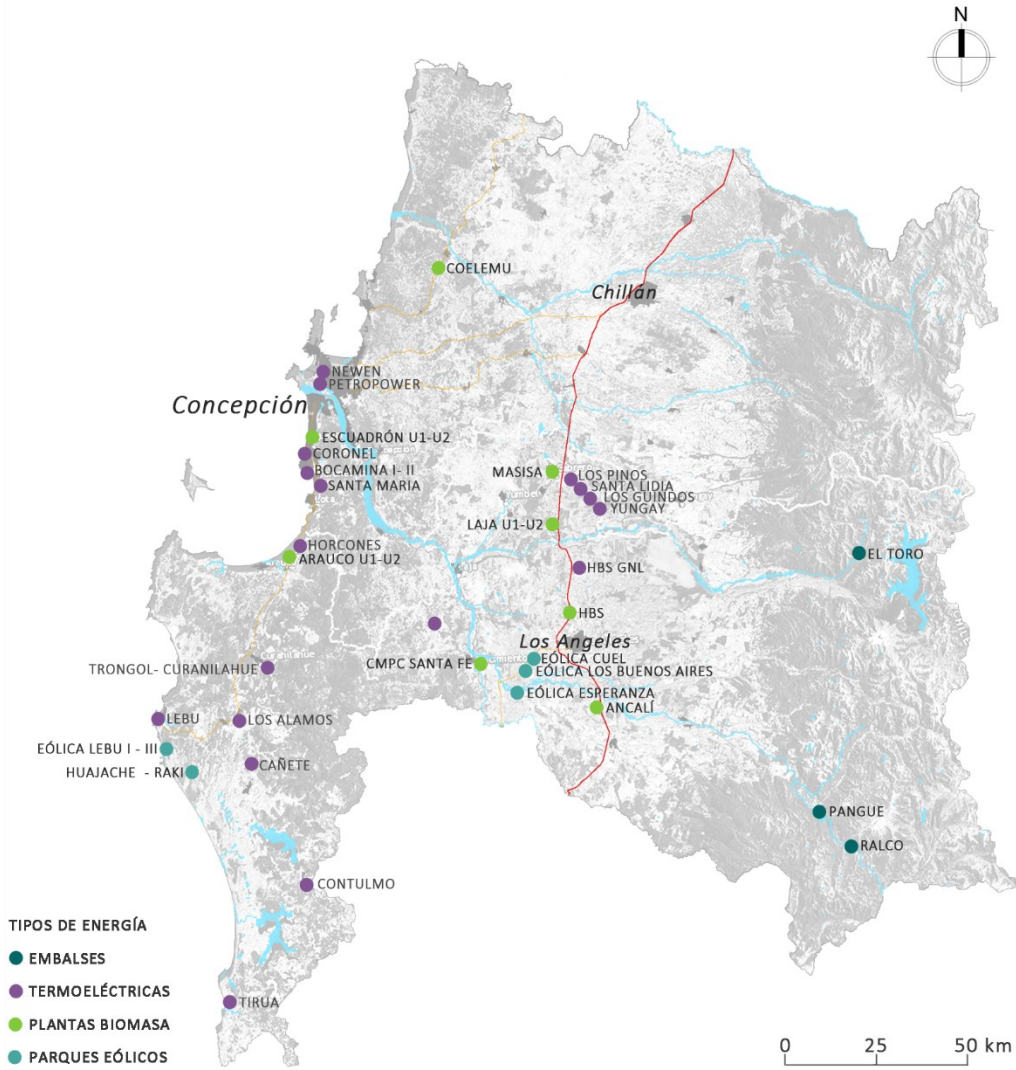 N
COELEMU
Chillán
NEWEN
PETROPOWER
Concepción
ESCUADRÓN U1-U2
CORONEL
BOCAMINA I- II
SANTA MARIA
MASISA
LOS PINOS
SANTA LIDIA
LOS GUINDOS
YUNGAY
Yumbel
LAJA U1-U2
HORCONES
ARAUCO U1-U2
EL TORO
HBS GNL
HBS
Los Angeles
CMPC SANTA FE
EÓLICA CUEL
EÓLICA LOS BUENOS AIRES
EÓLICA ESPERANZA
ANCALÍ
Curanilahue
TRONGOL- CURANILAHUE
LEBU
LOS ALAMOS
EÓLICA LEBU I - III
HUAJACHE - RAKI
CAÑETE
PANGUE
RALCO
CONTULMO
TIRUA
TIPOS DE ENERGÍA
EMBALSES
TERMOELÉCTRICAS
PLANTAS BIOMASA
PARQUES EÓLICOS
0 25 50 km